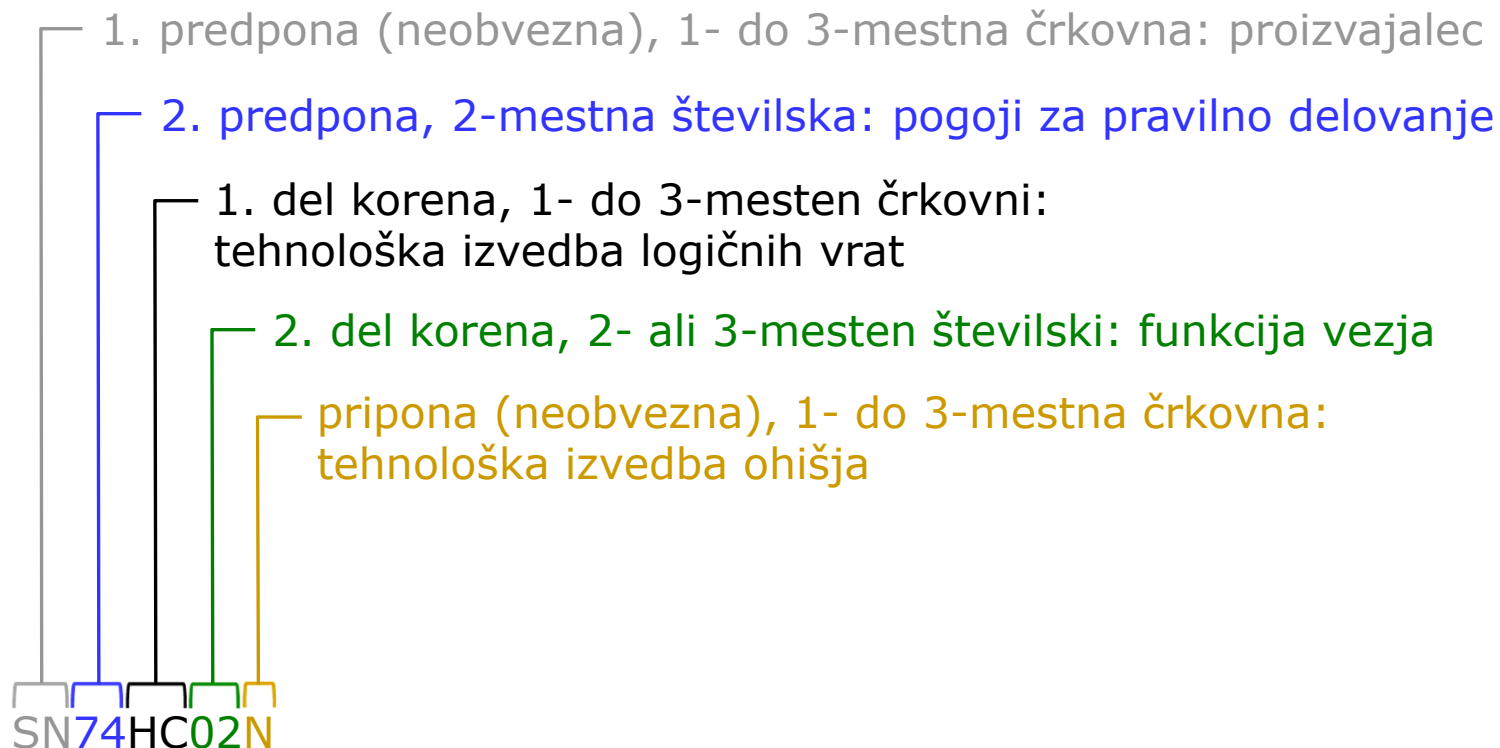 1. predpona (neobvezna), 1- do 3-mestna črkovna: proizvajalec
2. predpona, 2-mestna številska: pogoji za pravilno delovanje
1. del korena, 1- do 3-mesten črkovni:
tehnološka izvedba logičnih vrat
2. del korena, 2- ali 3-mesten številski: funkcija vezja
pripona (neobvezna), 1- do 3-mestna črkovna:
tehnološka izvedba ohišja
SN74HC02N